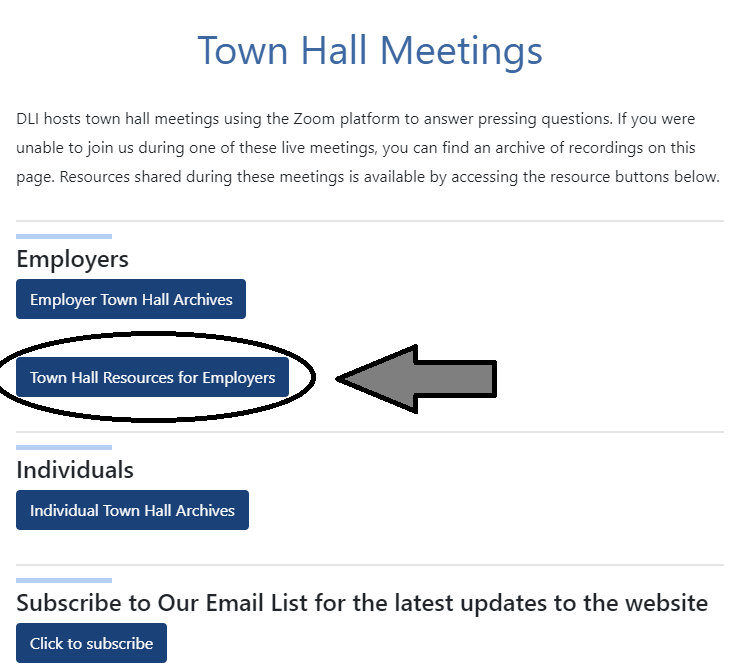 Town Hall Meetings
DLI hosts town hall meetings using the Zoom platform to answer pressing questions. If you were
unable to join us during one of these live meetings, you can find an archive of recordings on this
page. Resources shared during these meetings is available by accessing the resource buttons below.
Employers
Employer Town Hall Archives
Town Hall Resources for Employers
Individuals
Individual Town Hall Archives
Subscribe to Our Email List for the latest updates to the website
Click to subscribe